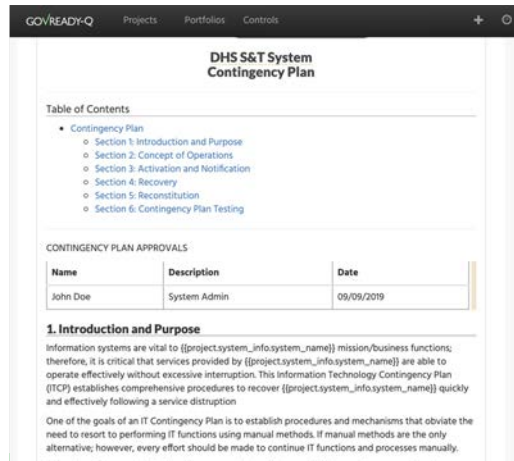 GOVREADY-Q Projects Portfolios Controls
DHS S&T System
Contingency Plan
Table of Contents
Contingency Plan
Section 1: Introduction and Purpose
Section 2: Concept of Operations
Section 3: Activation and Notification
Section 4: Recovery
Section 5: Reconstitution
Section 6: Contingency Plan Testing
CONTINGENCY PLAN APPROVALS
Name Description Date
John Doe System Admin 09/09/2019
1. Introduction and Purpose
Information systems are vital to {{project.system_info.system_name}} mission/business functions;
therefore, it is critical that services provided by {{project.system_info.system_name}} are able to
operate effectively without excessive interruption. This Information Technology Contingency Plan
(ITCP) establishes comprehensive procedures to recover {{project.system_info.system_name}} quickly
and effectively following a service distruption
One of the goals of an IT Contingency Plan is to establish procedures and mechanisms that obviate the
need to resort to performing IT functions using manual methods. If manual methods are the only
alternative; however, every effort should be made to continue IT functions and processes manually.